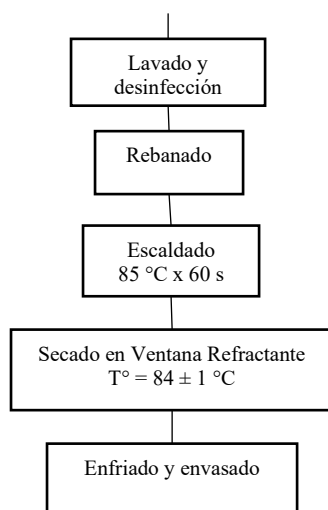 Lavado y
desinfección
Rebanado
Escaldado
85 °C x 60 s
Secado en Ventana Refractante
T° = 84 ± 1 °C
Enfriado y envasado